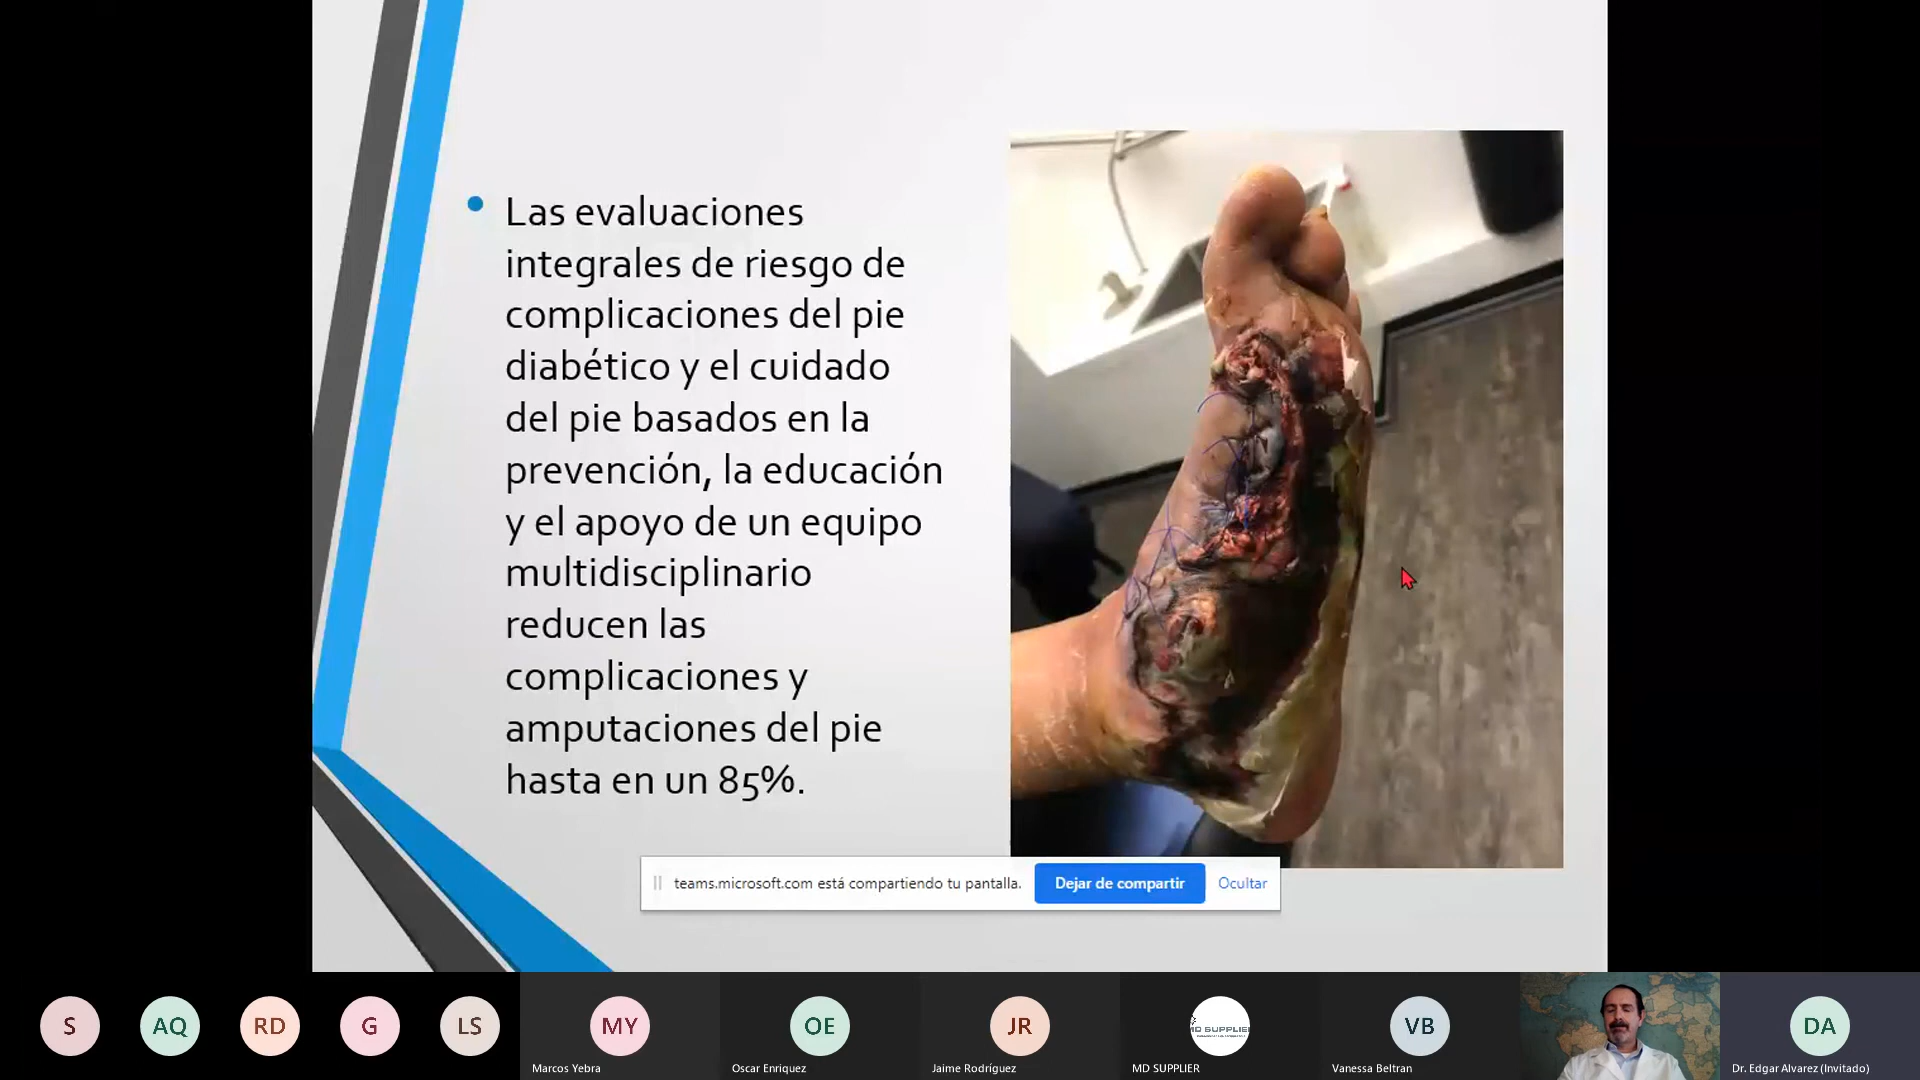 Las evaluaciones
integrales de riesgo de
complicaciones del pie
diabético y el cuidado
del pie basados en la
prevención, la educación
y el apoyo de un equipo
multidisciplinario
reducen las
complicaciones y
amputaciones del pie
hasta en un 85%.
teams.microsoft.com está compartiendo tu pantalla.
Dejar de compartir
Ocultar
S
AQ
RD
G
LS
MY
OE
JR
MD SUPPLIER
VB
DA
Marcos Yebra
Oscar Enriquez
Jaime Rodríguez
MD SUPPLIER
Vanessa Beltran
Dr. Edgar Alvarez (Invitado)